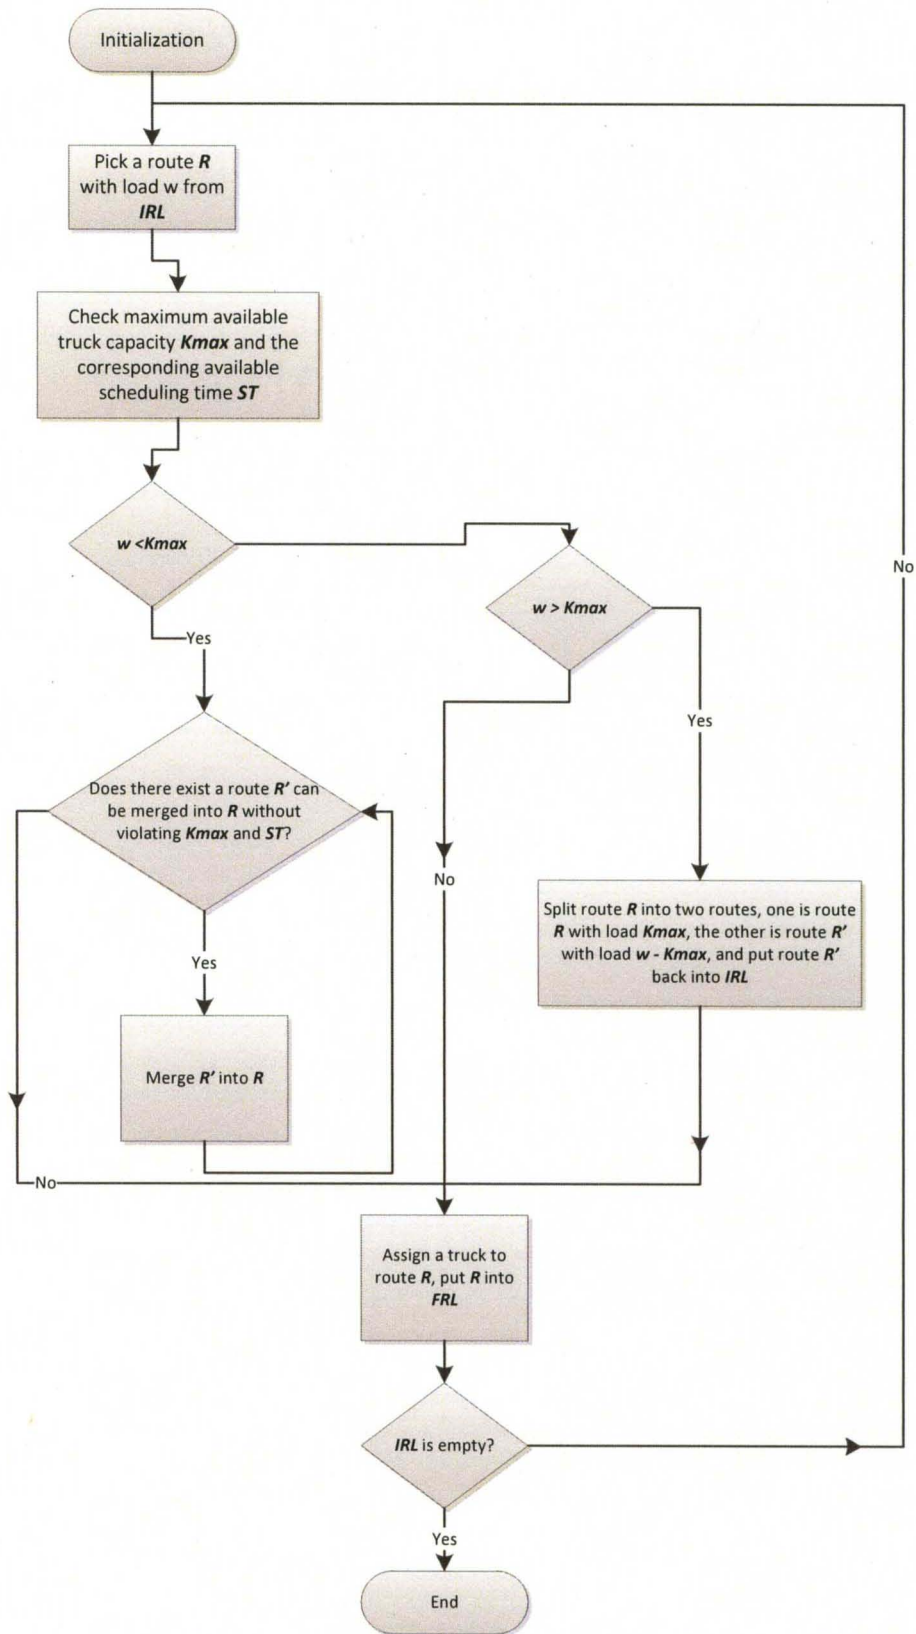 Initialization
Pick a route R
with load w from
IRL
Check maximum available
truck capacity Kmax and the
corresponding available
scheduling time ST
w <Kmax
w > Kmax
No
Yes
Yes
Does there exist a route R' can
be merged into R without
violating Kmax and ST?
No
Split route R into two routes, one is route
R with load Kmax, the other is route R'
with load w - Kmax, and put route R'
back into IRL
Yes
Merge R' into R
No
Assign a truck to
route R, put R into
FRL
IRL is empty?
Yes
End